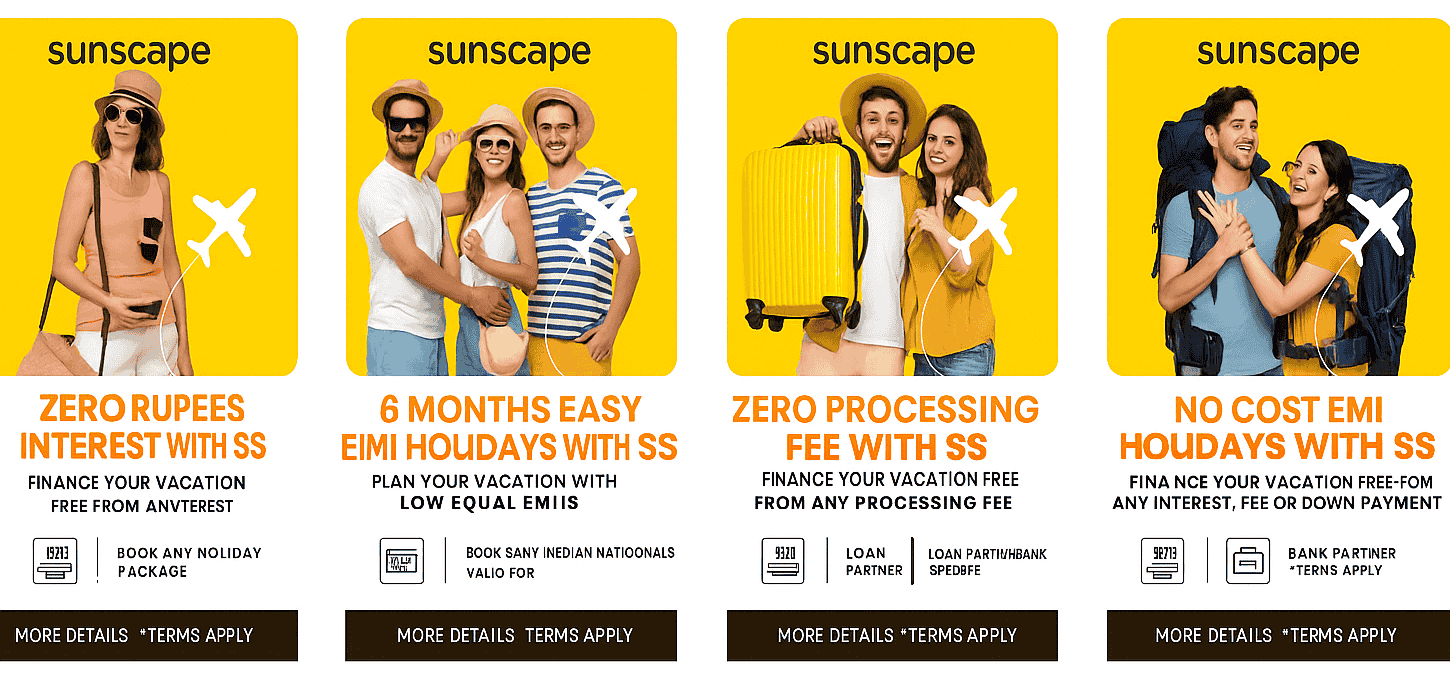 sunscape
ZERO RUPEES
INTEREST WITH SS
FINANCE YOUR VACATION
FREE FROM ANVTEREST
19213
BOOK ANY NOLIDAY
PACKAGE
MORE DETAILS *TERMS APPLY
sunscape
6 MONTHS EASY
EIMI HOUDAYS WITH SS
PLAN YOUR VACATION WITH
LOW EQUAL EMIIS
BOOK SANY INEDIAN NATIOONALS
VALIO FOR
MORE DETAILS TERMS APPLY
sunscape
ZERO PROCESSING
FEE WITH SS
FINANCE YOUR VACATION FREE
FROM ANY PROCESSING FEE
9320
LOAN
PARTNER
LOAN PARTIVHBANK
SPEDBFE
MORE DETAILS *TERMS APPLY
sunscape
NO COST EMI
HOUDAYS WITH SS
FINA NCE YOUR VACATION FREE-FOM
ANY INTEREST, FEE OR DOWN PAYMENT
98713
BANK PARTINER
*TERNS APPLY
MORE DETAILS *TERMS APPLY